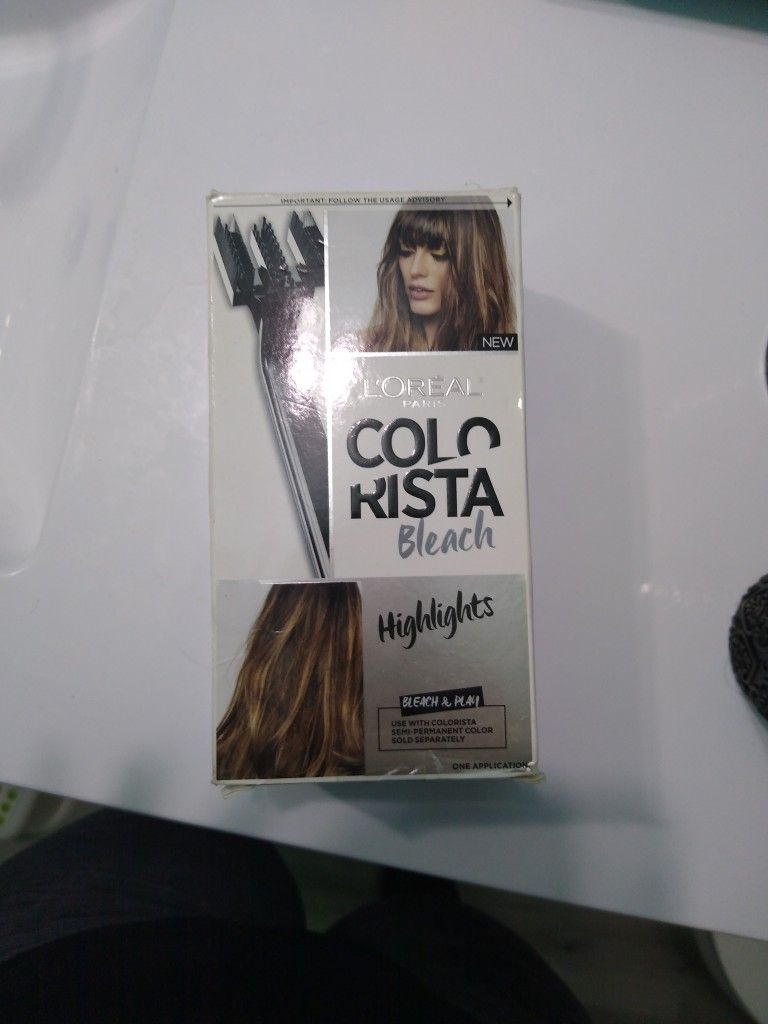 IMPORTANT: FOLLOW THE USAGE ADVISORY
NEW
L'ORÉAL
PARIS
COLO
RISTA
Bleach
Highlights
BLEACH & PLAY
USE WITH COLORISTA
SEMI-PERMANENT COLOR
SOLD SEPARATELY
ONE APPLICATION